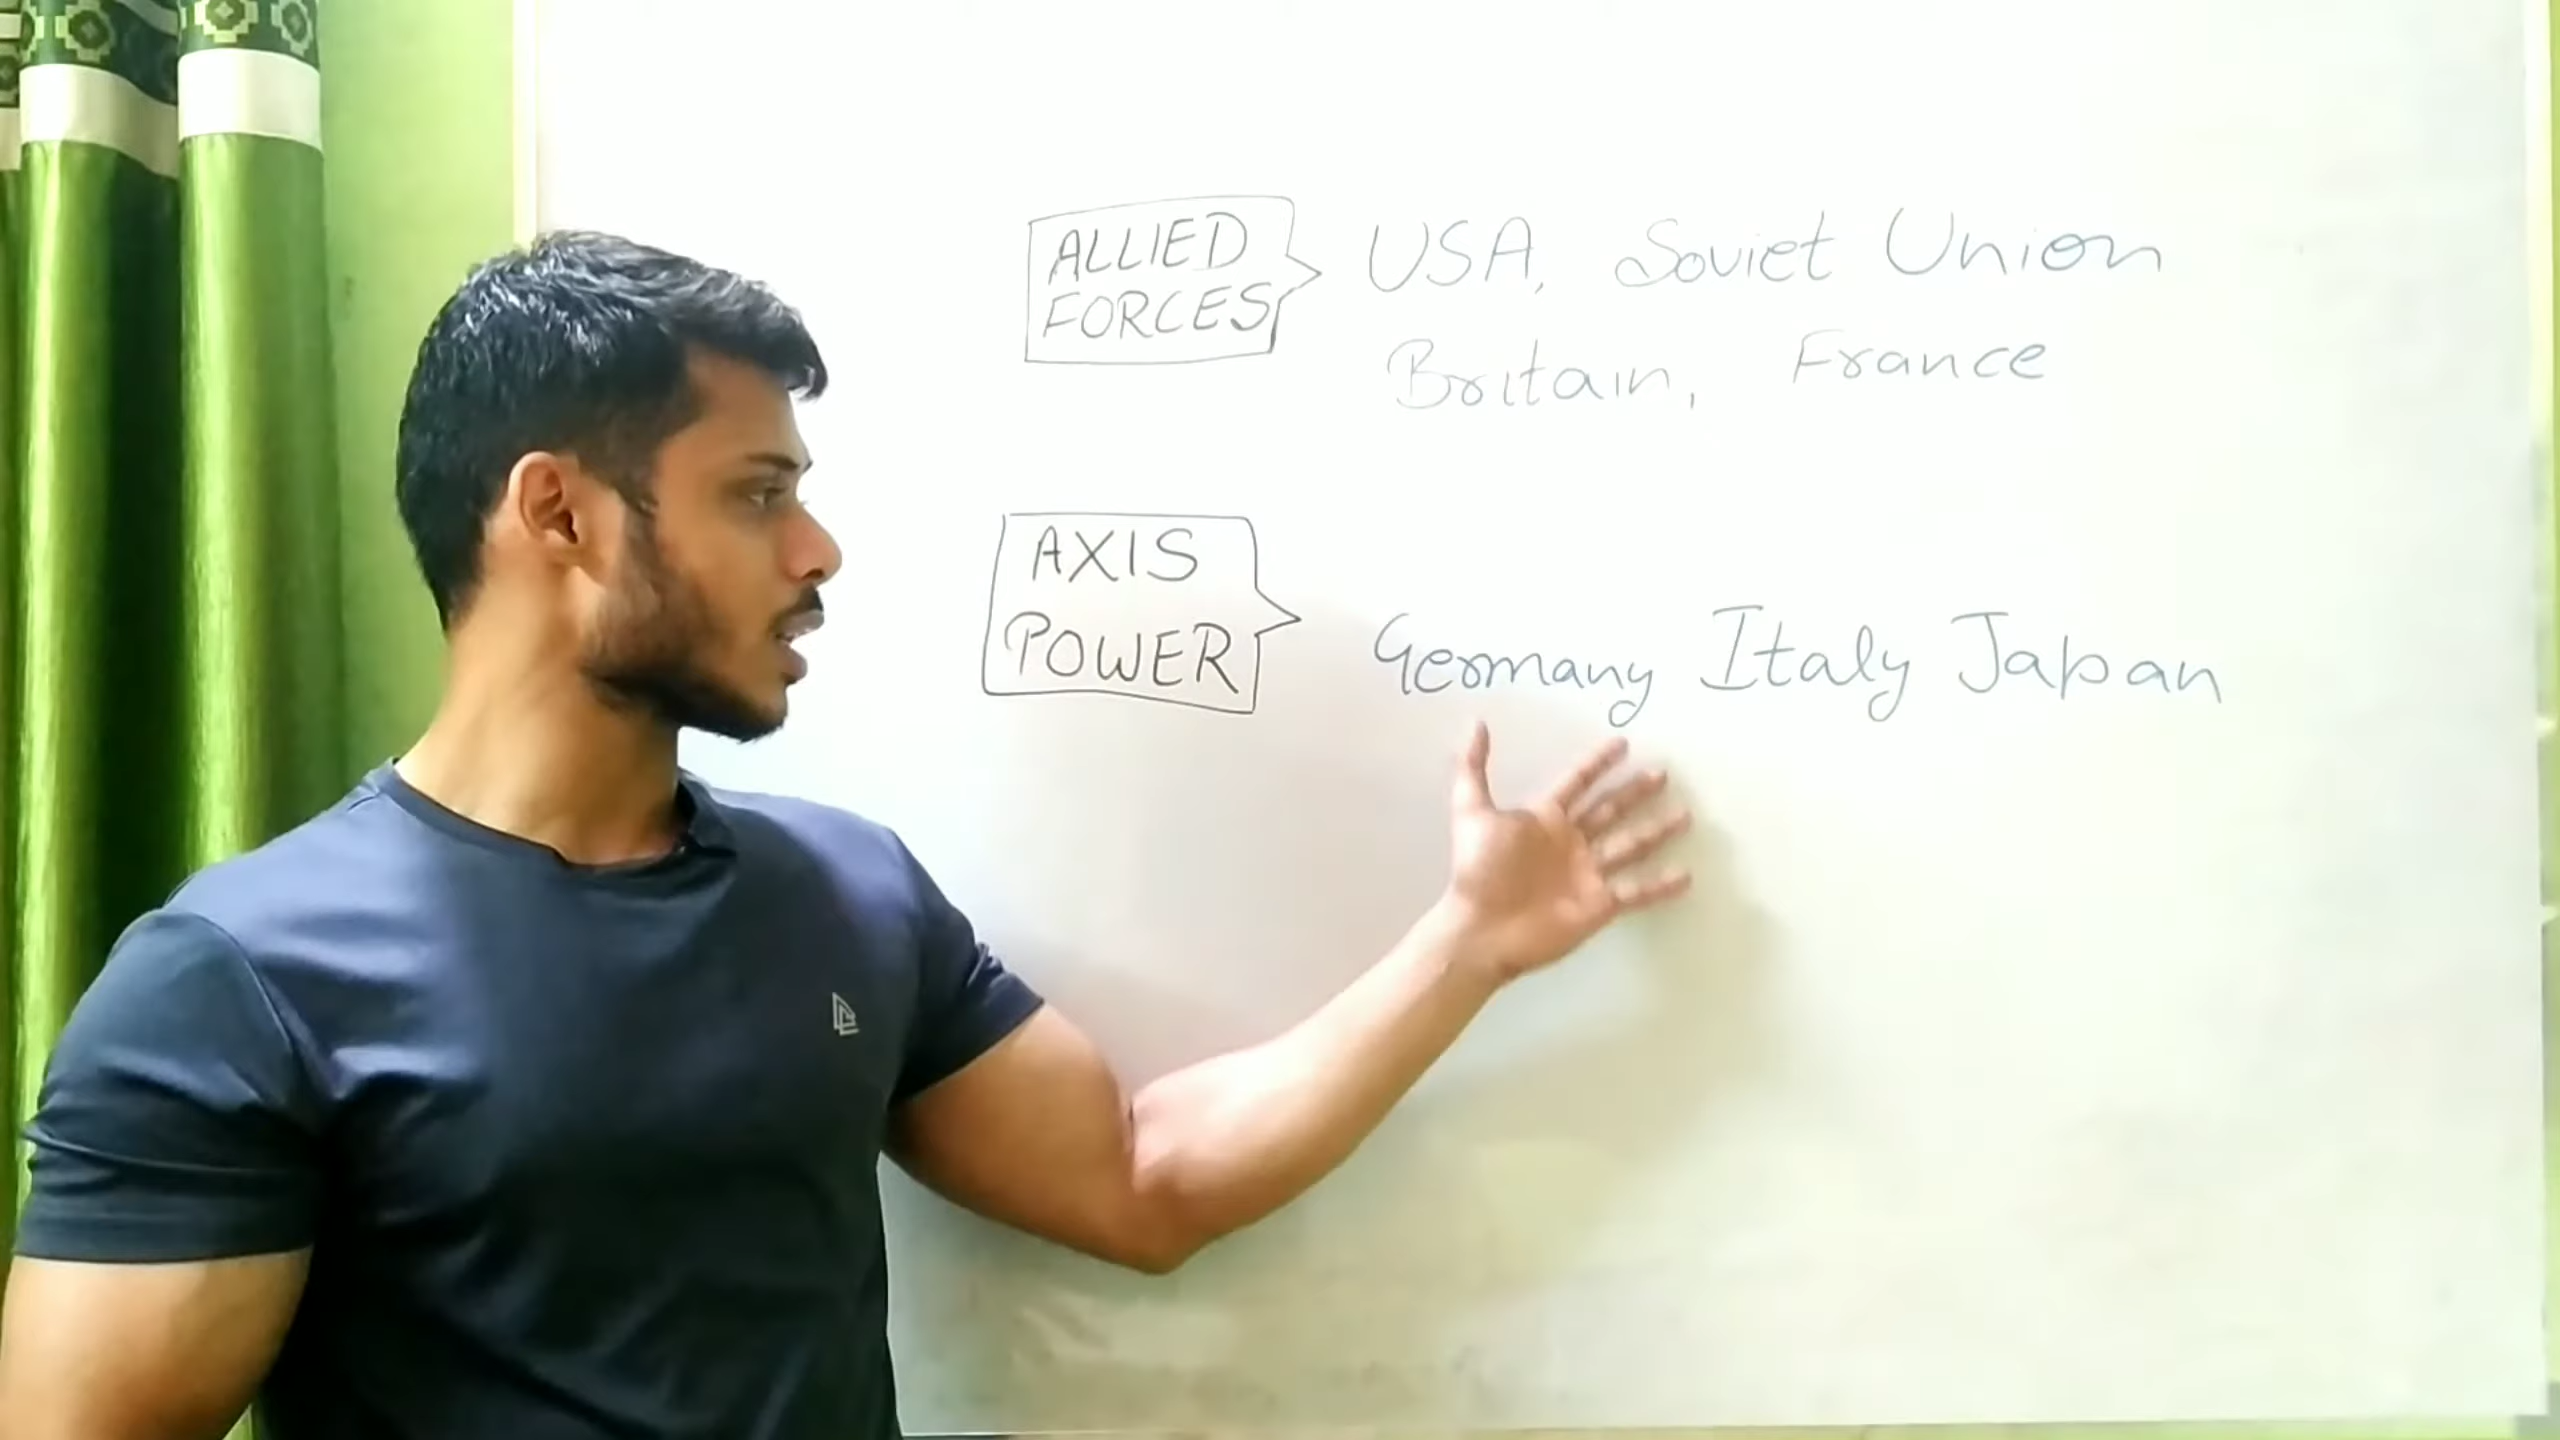 ALLIED
FORCES
USA, Soviet Union
Britain, France
AXIS
POWER
Germany Italy Japan